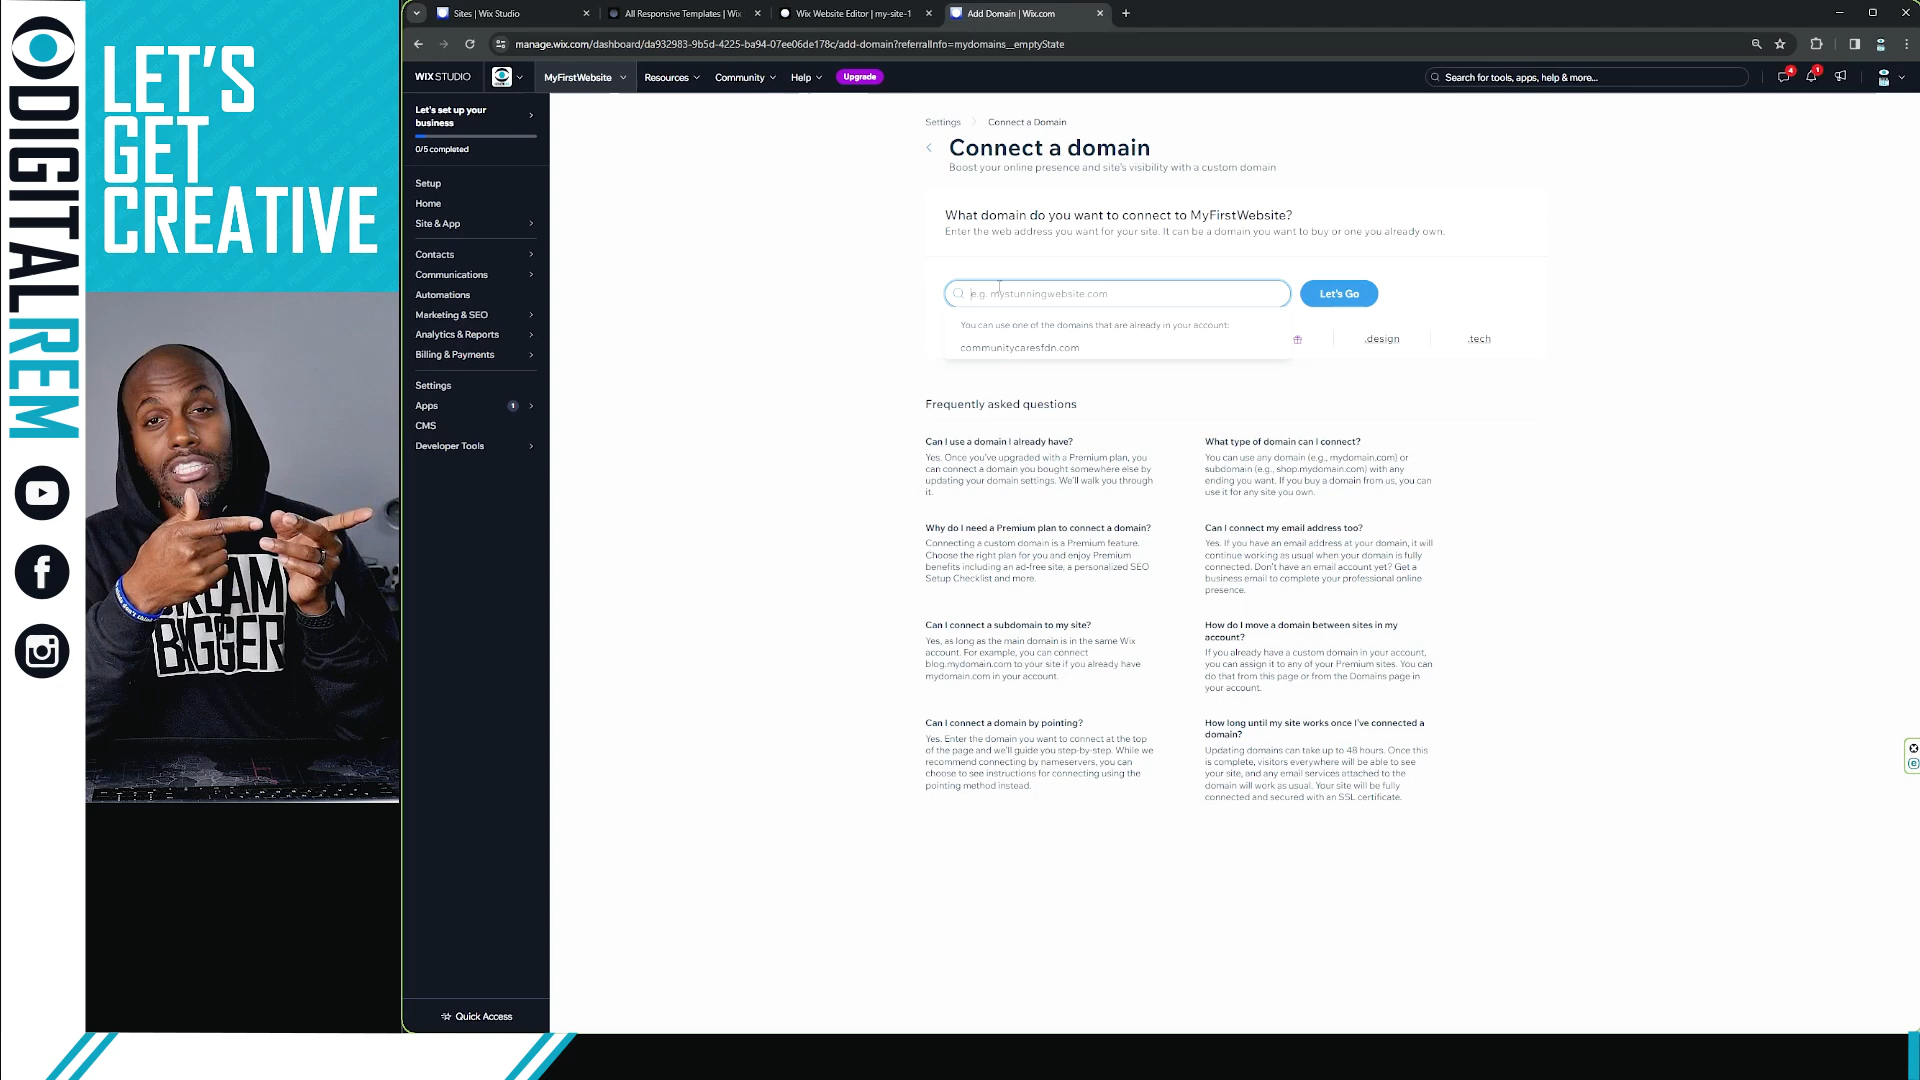 DIGITALREM
LET'S
GET
CREATIVE
DREAM
BIGGER
Sites | Wix Studio
All Responsive Templates | Wix
Wix Website Editor | my-site-1
Add Domain | Wix.com
manage.wix.com/dashboard/da932983-9b5d-4225-ba94-07ee06de178c/add-domain?referralInfo=mydomains__emptyState
WIX STUDIO
MyFirstWebsite
Resources
Community
Help
Upgrade
Search for tools, apps, help & more...
4
1
Let's set up your
business
0/5 completed
Setup
Home
Site & App
Contacts
Communications
Automations
Marketing & SEO
Analytics & Reports
Billing & Payments
Settings
Apps 1
CMS
Developer Tools
Quick Access
Settings > Connect a Domain
Connect a domain
Boost your online presence and site's visibility with a custom domain
What domain do you want to connect to MyFirstWebsite?
Enter the web address you want for your site. It can be a domain you want to buy or one you already own.
e.g. mystunningwebsite.com
Let's Go
You can use one of the domains that are already in your account:
communitycaresfdn.com
.design
.tech
Frequently asked questions
Can I use a domain I already have?
Yes. Once you've upgraded with a Premium plan, you
can connect a domain you bought somewhere else by
updating your domain settings. We'll walk you through
it.
What type of domain can I connect?
You can use any domain (e.g., mydomain.com) or
subdomain (e.g., shop.mydomain.com) with any
ending you want. If you buy a domain from us, you can
use it for any site you own.
Why do I need a Premium plan to connect a domain?
Connecting a custom domain is a Premium feature.
Choose the right plan for you and enjoy Premium
benefits including an ad-free site, a personalized SEO
Setup Checklist and more.
Can I connect my email address too?
Yes. If you have an email address at your domain, it will
continue working as usual when your domain is fully
connected. Don't have an email account yet? Get a
business email to complete your professional online
presence.
Can I connect a subdomain to my site?
Yes, as long as the main domain is in the same Wix
account. For example, you can connect
blog.mydomain.com to your site if you already have
mydomain.com in your account.
How do I move a domain between sites in my
account?
If you already have a custom domain in your account,
you can assign it to any of your Premium sites. You can
do that from this page or from the Domains page in
your account.
Can I connect a domain by pointing?
Yes. Enter the domain you want to connect at the top
of the page and we'll guide you step-by-step. While we
recommend connecting by nameservers, you can
choose to see instructions for connecting using the
pointing method instead.
How long until my site works once I've connected a
domain?
Updating domains can take up to 48 hours. Once this
is complete, visitors everywhere will be able to see
your site, and any email services attached to the
domain will work as usual. Your site will be fully
connected and secured with an SSL certificate.